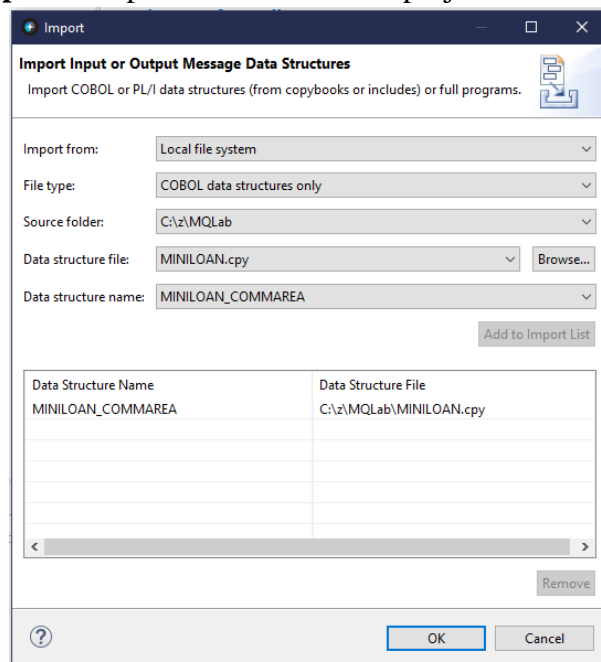 Import
Import Input or Output Message Data Structures
Import COBOL or PL/I data structures (from copybooks or includes) or full programs.
Import from: Local file system
File type: COBOL data structures only
Source folder: C:\z\MQLab
Data structure file: MINILOAN.cpy Browse...
Data structure name: MINILOAN_COMMAREA
Add to Import List
Data Structure Name Data Structure File
MINILOAN_COMMAREA C:\z\MQLab\MINILOAN.cpy
Remove
? OK Cancel